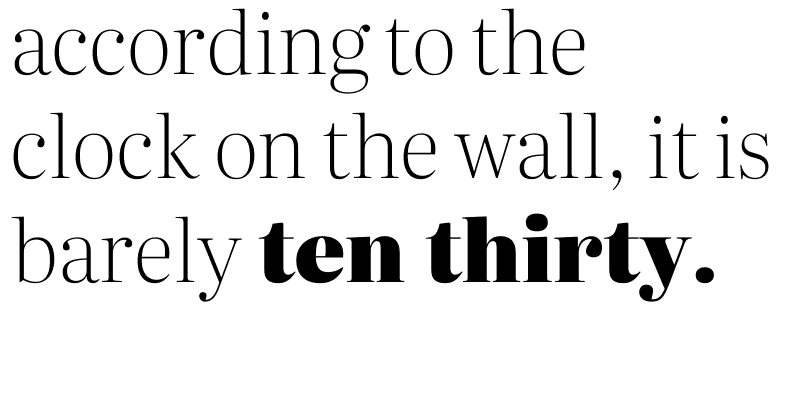 according to the
clock on the wall, it is
barely ten thirty.